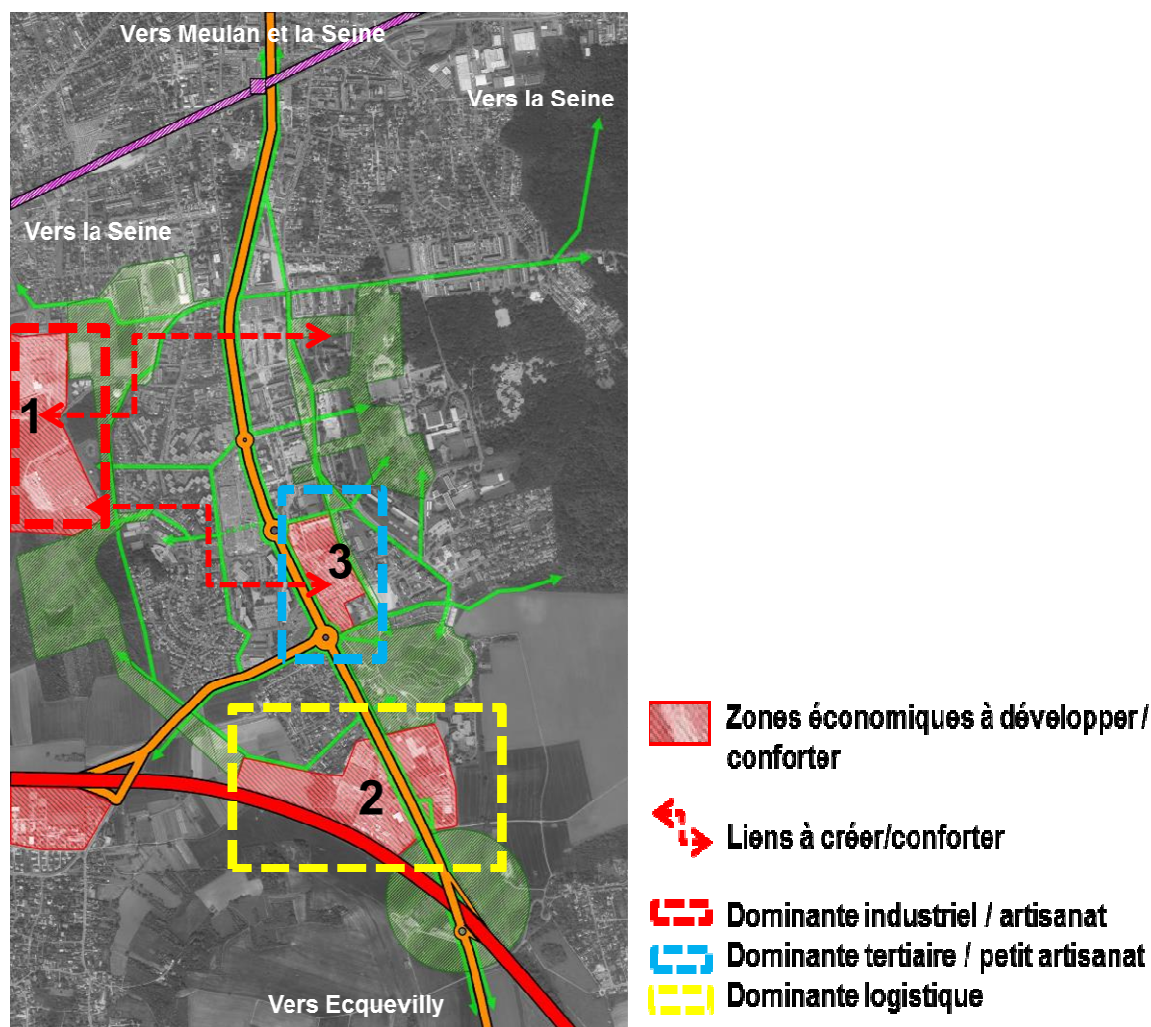 Vers Meulan et la Seine
Vers la Seine
Vers la Seine
1
3
2
Vers Ecquevilly
Zones économiques à développer/
conforter
Liens à créer/conforter
Dominante industriel / artisanat
Dominante tertiaire / petit artisanat
Dominante logistique